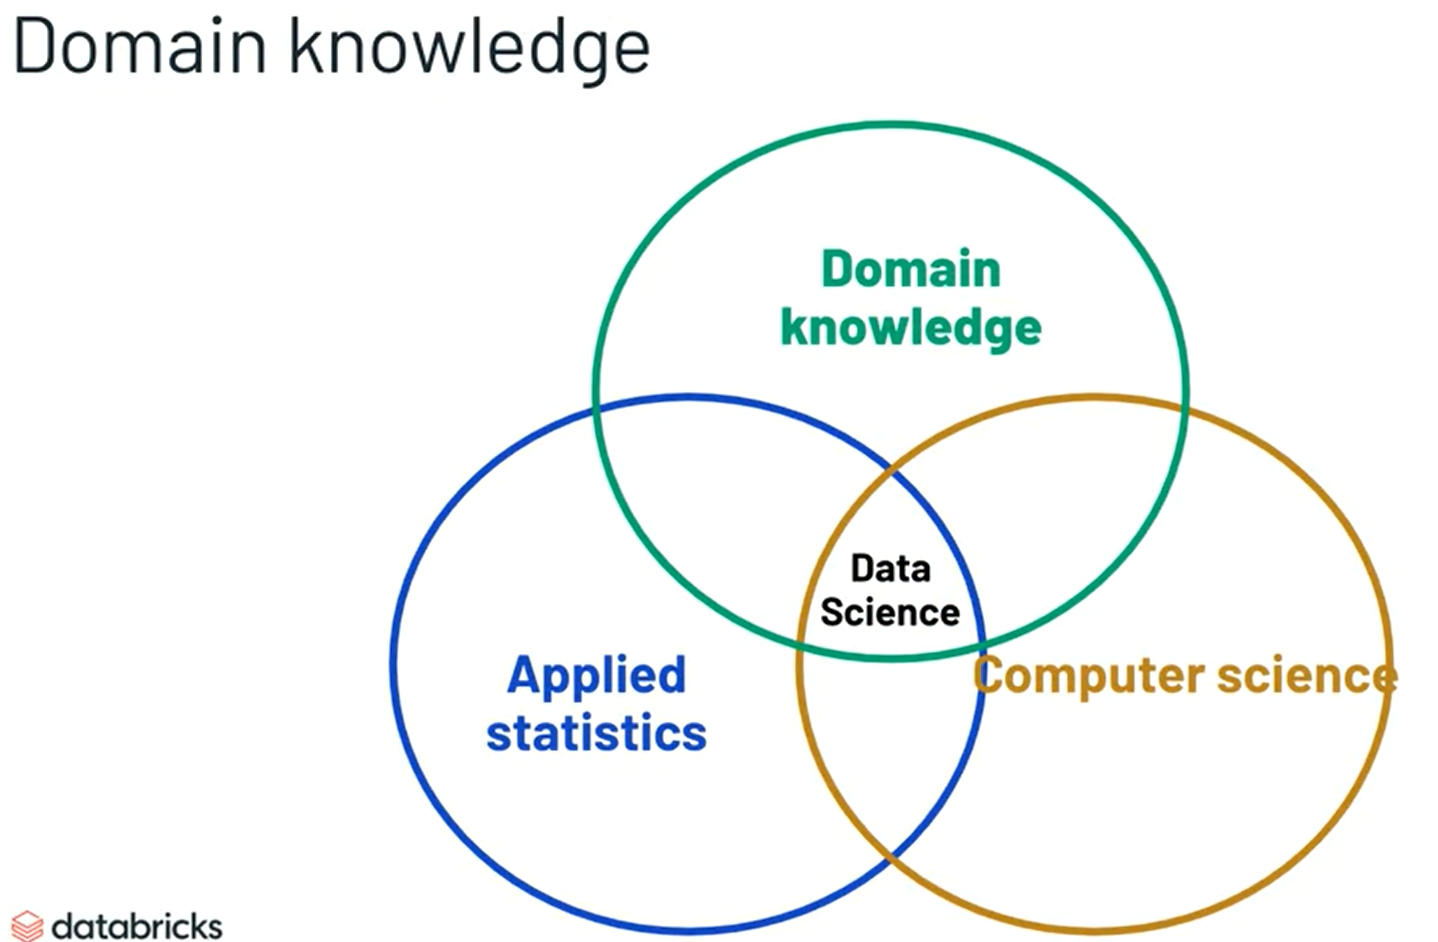 Domain knowledge
Domain
knowledge
Data
Science
Applied
statistics
Computer science
databricks